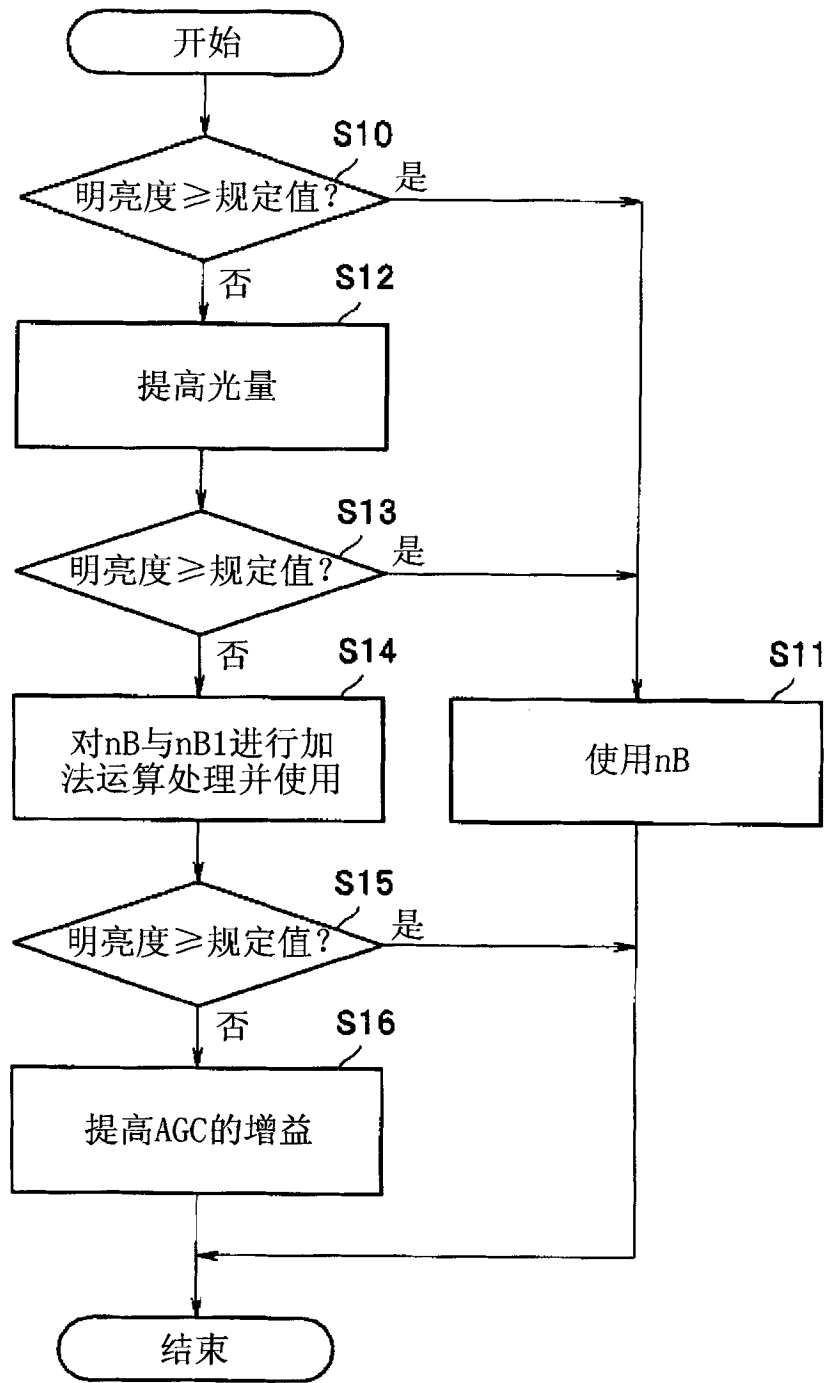 开始
S10
明亮度≥规定值?
是
否
S12
提高光量
S13
明亮度≥规定值?
是
否
S14
对nB与nB1进行加
法运算处理并使用
S11
使用nB
S15
明亮度≥规定值?
是
否
S16
提高AGC的增益
结束